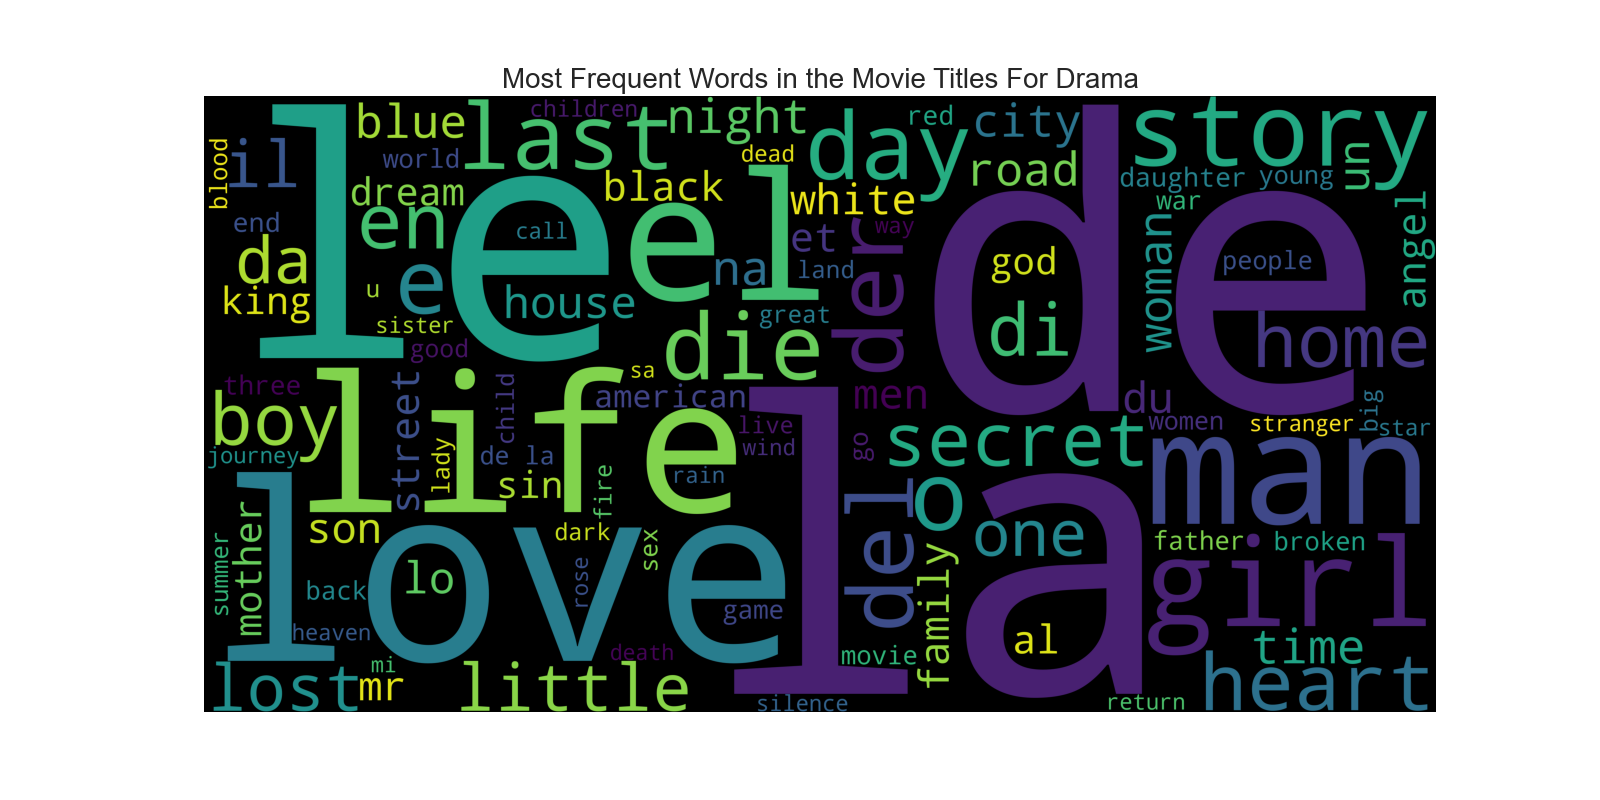 Most Frequent Words in the Movie Titles For Drama
children
blue
last
night
day
red
city
story
blood
il
world
dead
road
un
daughter
young
dream
en
black
white
war
angel
end
call
et
way
der
woman
le
el
de
da
e
na
land
god
people
king
u
house
great
di
home
sister
good
die
three
life
sa
american
men
du
boy
street
child
live
wind
go
women
stranger
big
star
secret
man
journey
lady
de la
sin
fire
rain
la
del
o
one
mother
son
love
dark
sex
family
father
broken
girl
summer
back
lo
rose
game
al
time
heaven
death
movie
lost
mi
mr
little
silence
return
heart